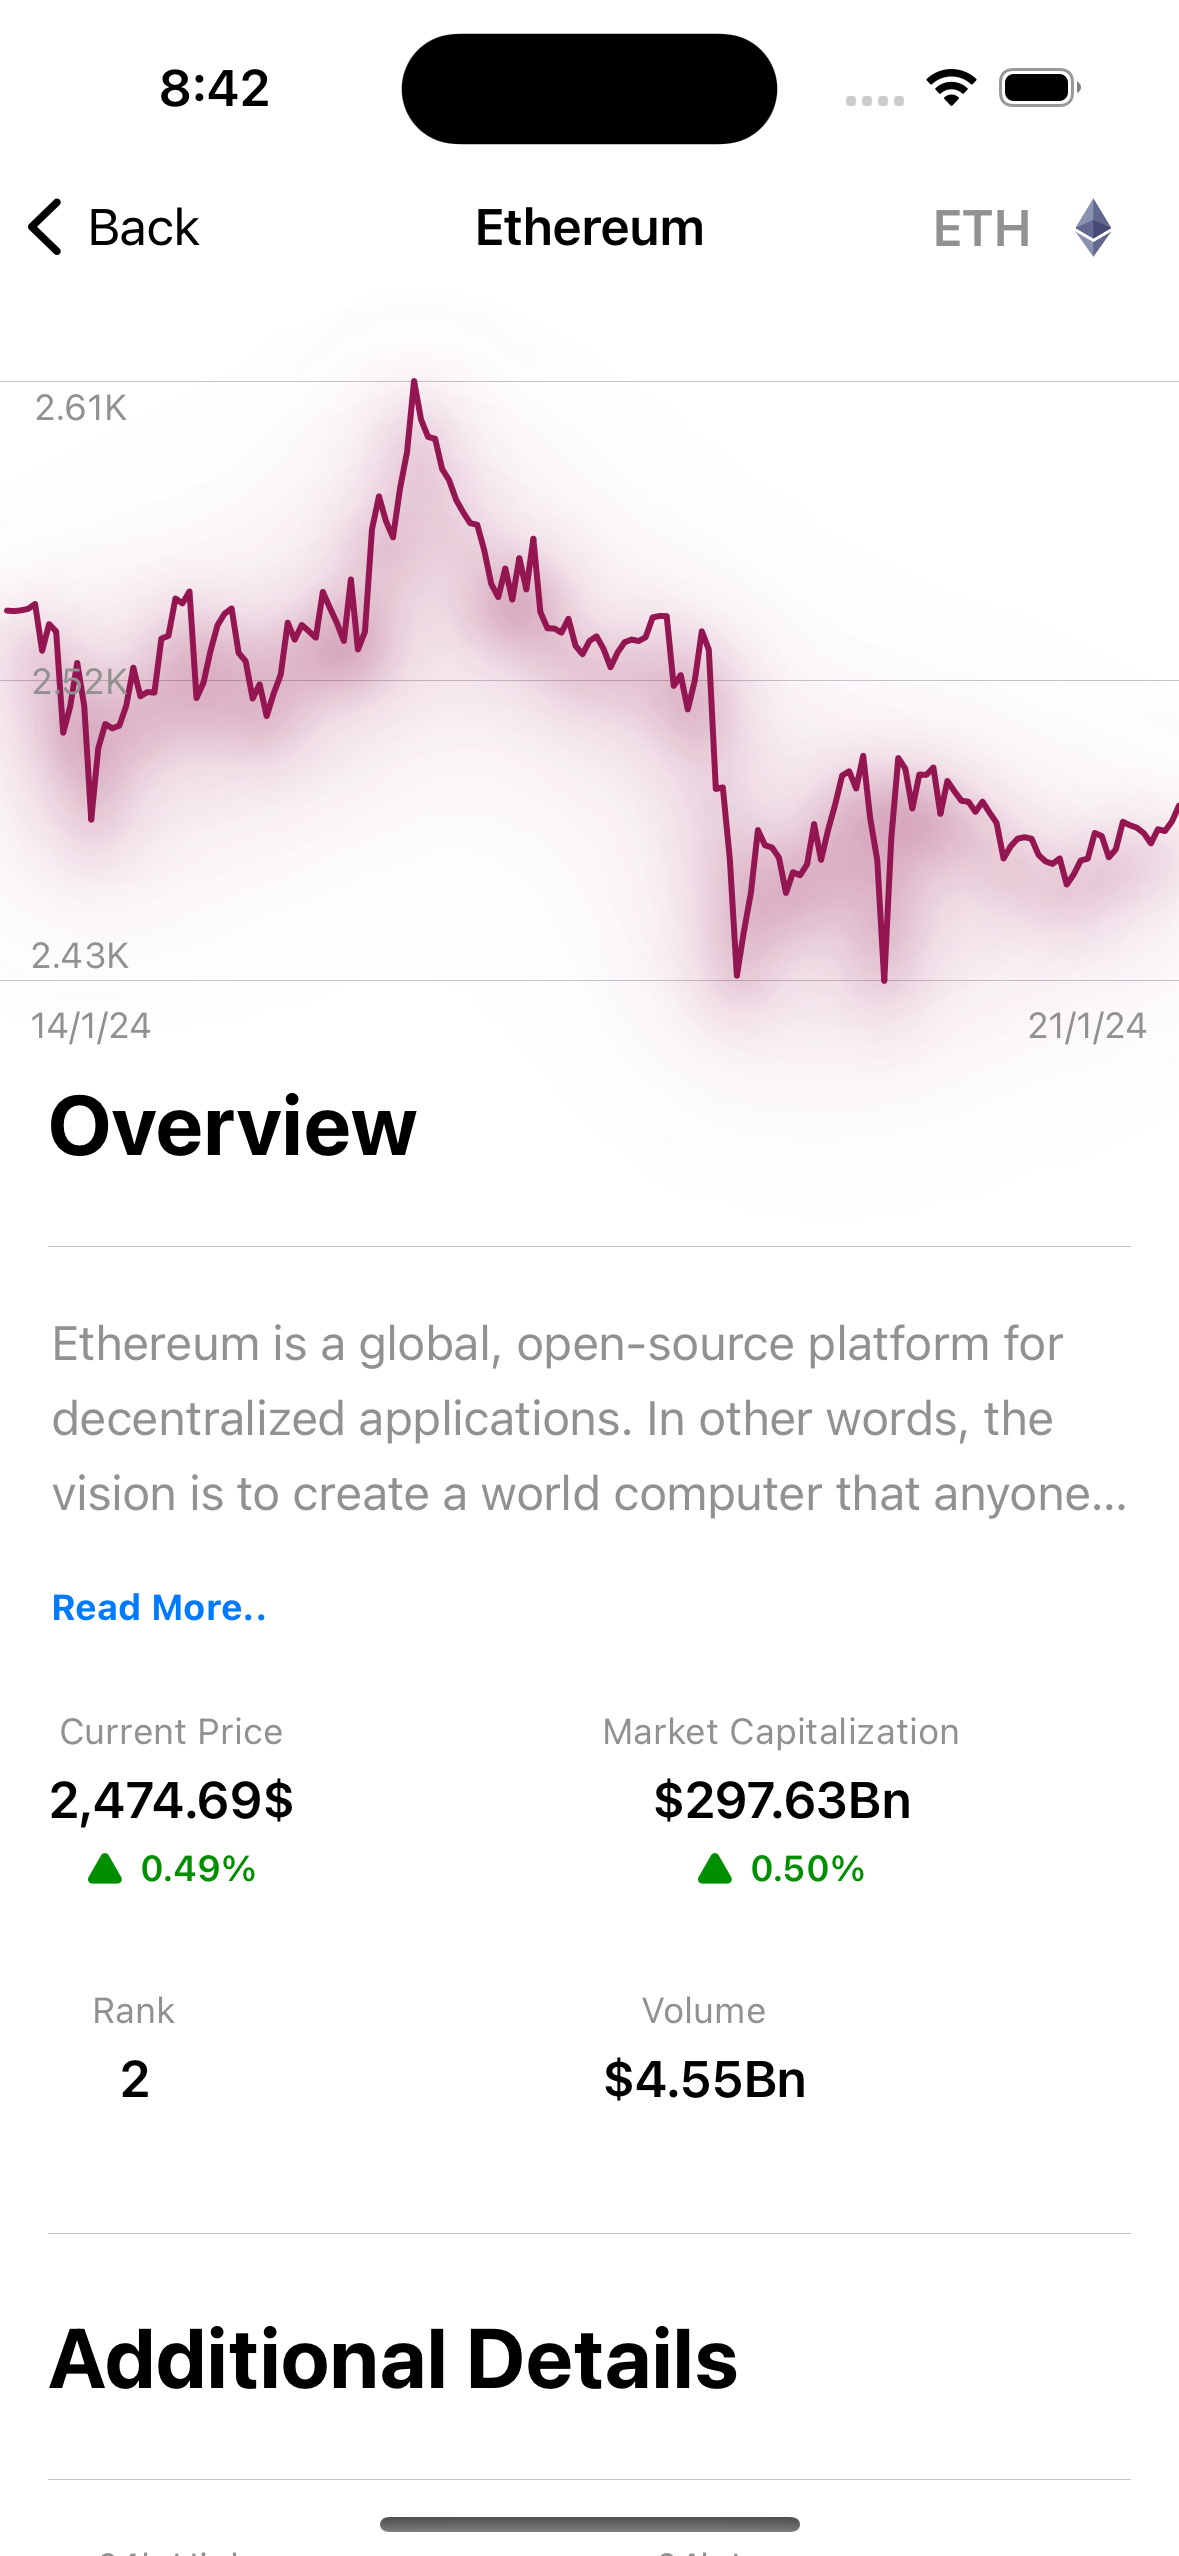 8:42
Back
Ethereum
ETH
2.61K
2.52K
2.43K
14/1/24
21/1/24
Overview
Ethereum is a global, open-source platform for
decentralized applications. In other words, the
vision is to create a world computer that anyone...
Read More..
Current Price
Market Capitalization
2,474.69$
$297.63Bn
0.49%
0.50%
Rank
Volume
2
$4.55Bn
Additional Details